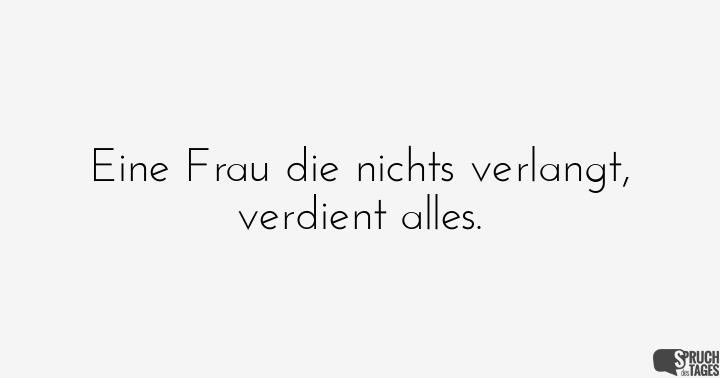 Eine Frau die nichts verlangt,
verdient alles.
SPRUCH
des TAGES